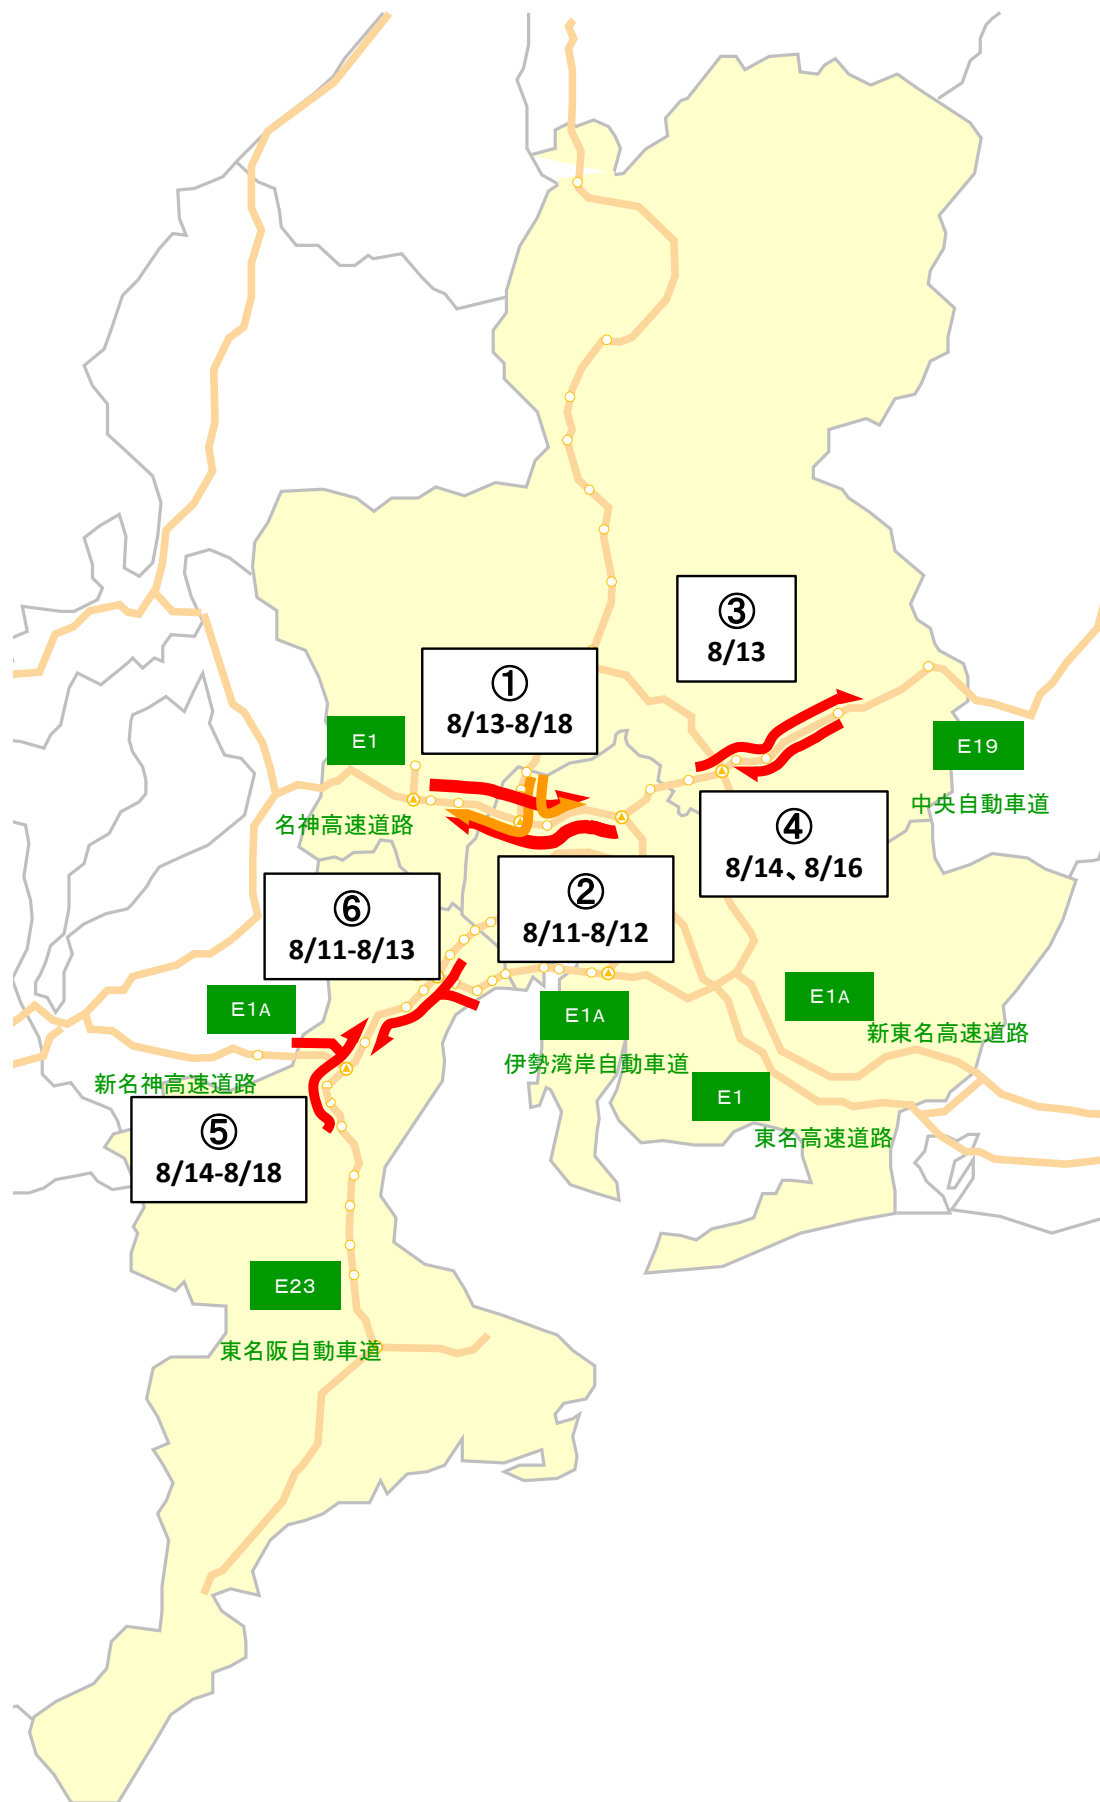 ③
8/13
①
8/13-8/18
E1
名神高速道路
E19
中央自動車道
④
8/14、8/16
②
8/11-8/12
⑥
8/11-8/13
E1A
新名神高速道路
E1A
伊勢湾岸自動車道
E1A
新東名高速道路
E1
東名高速道路
⑤
8/14-8/18
E23
東名阪自動車道